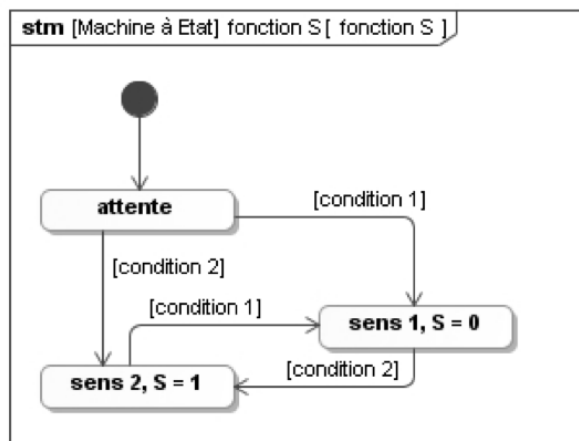 stm [Machine à Etat] fonction S [ fonction S ]
attente
[condition 1]
[condition 2]
[condition 1]
sens 1, S = 0
[condition 2]
sens 2, S = 1